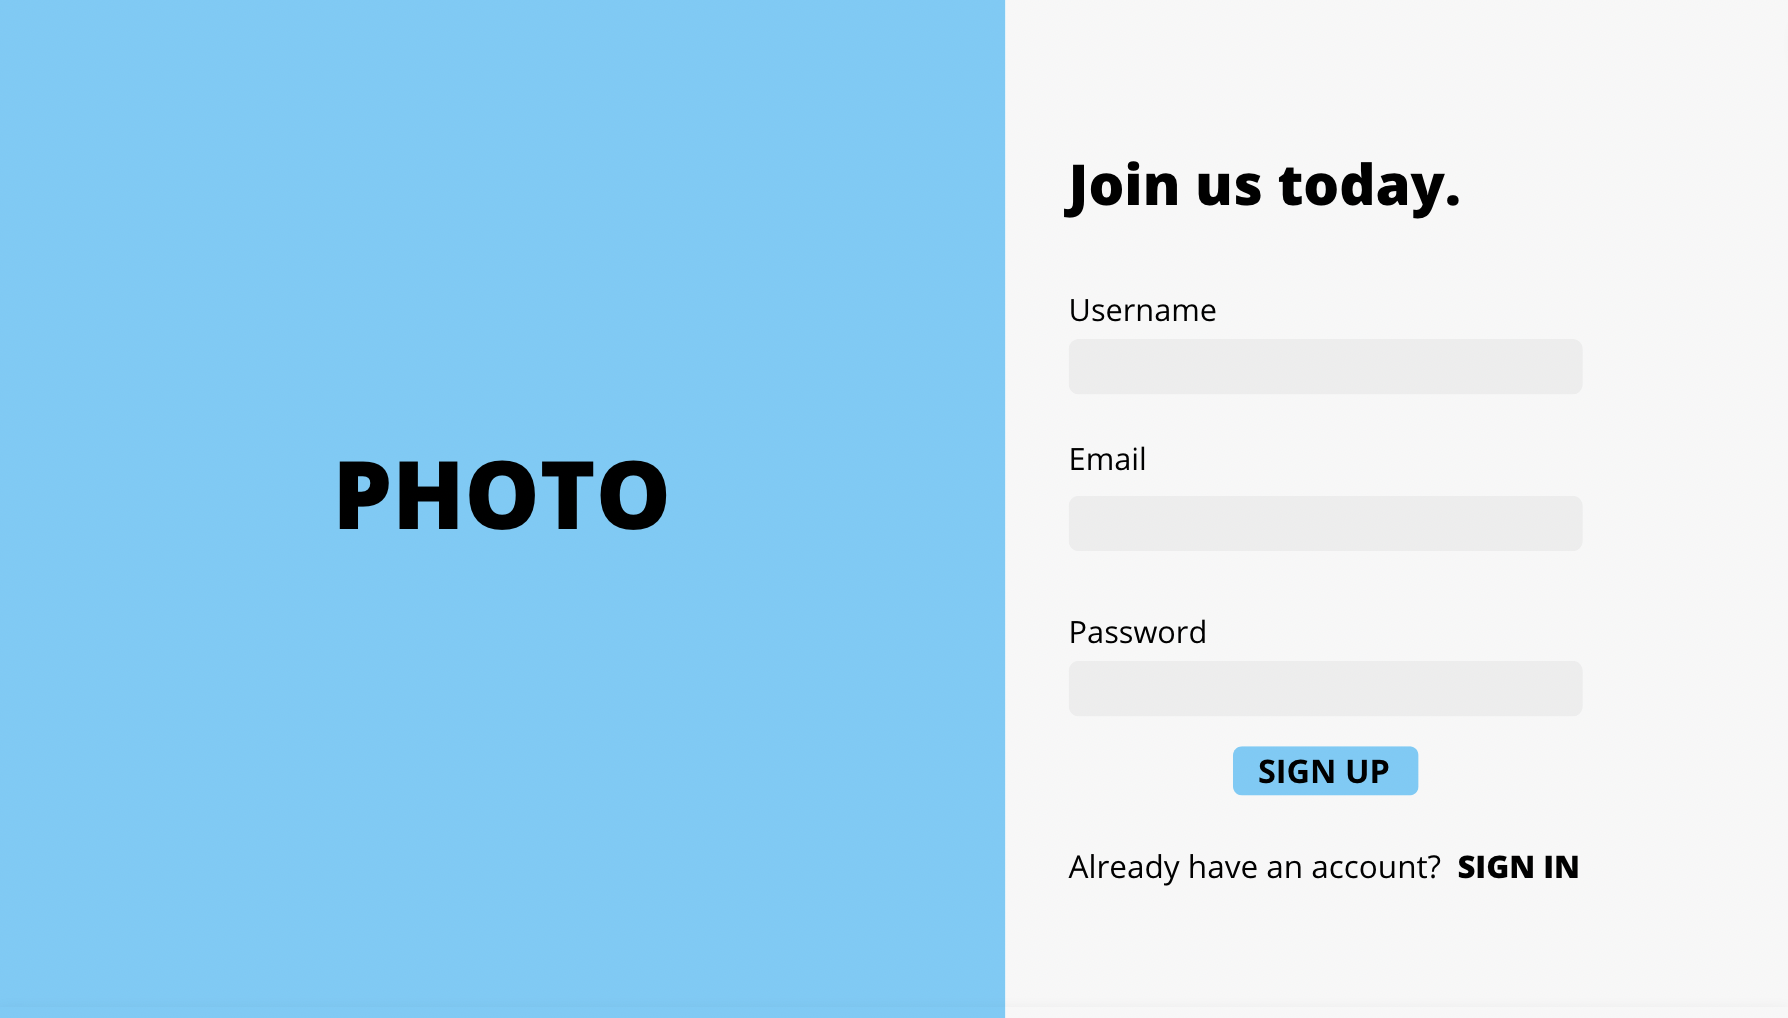 PHOTO
Join us today.
Username
Email
Password
SIGN UP
Already have an account? SIGN IN